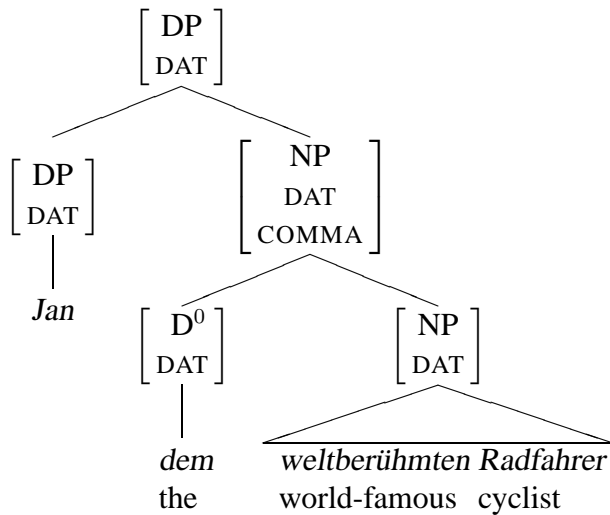 DP
DAT
DP
DAT
NP
DAT
COMMA
Jan
D⁰
DAT
NP
DAT
dem weltberühmten Radfahrer
the world-famous cyclist